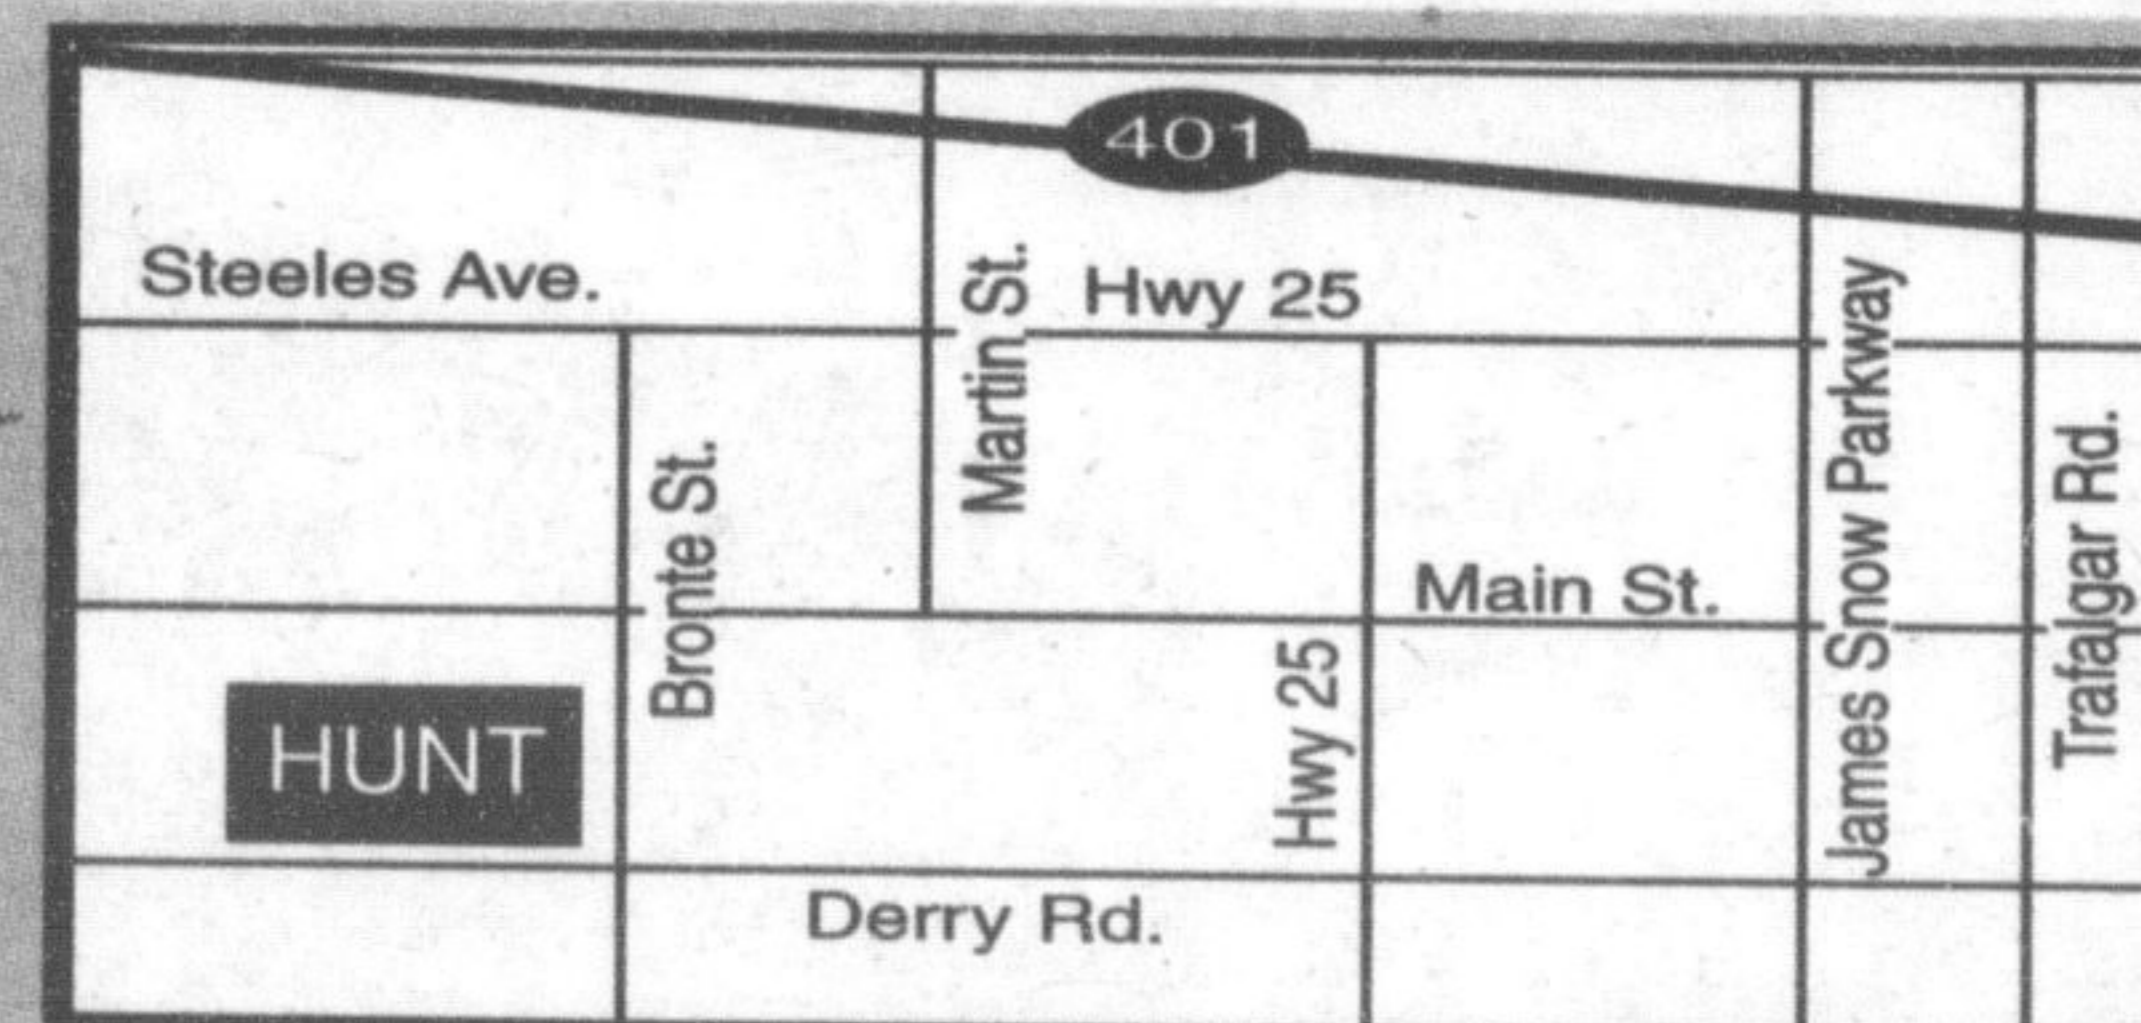 401
Steeles Ave.
Martin St.
Hwy 25
James Snow Parkway
Bronte St.
Trafalgar Rd.
Main St.
HUNT
Hwy 25
Derry Rd.